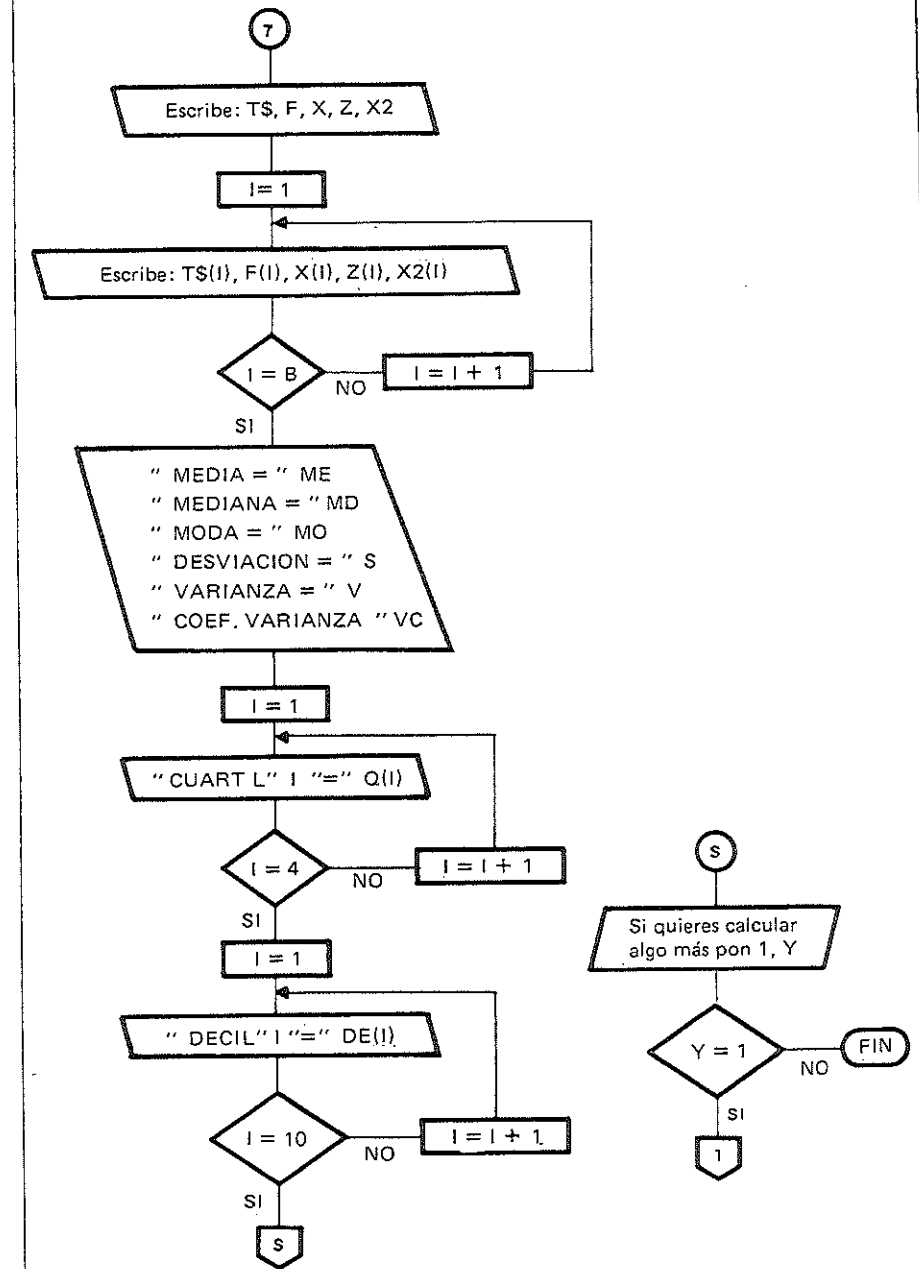 7
Escribe: T$, F, X, Z, X2
I = 1
Escribe: T$(I), F(I), X(I), Z(I), X2(I)
I = B
NO
I = I + 1
SI
" MEDIA = " ME
" MEDIANA = " MD
" MODA = " MO
" DESVIACION = " S
" VARIANZA = " V
" COEF. VARIANZA " VC
I = 1
" CUART L" I "=" Q(I)
I = 4
NO
I = I + 1
SI
I = 1
" DECIL" I "=" DE(I)
I = 10
NO
I = I + 1
SI
S
S
Si quieres calcular
algo más pon 1, Y
Y = 1
NO
FIN
SI
1